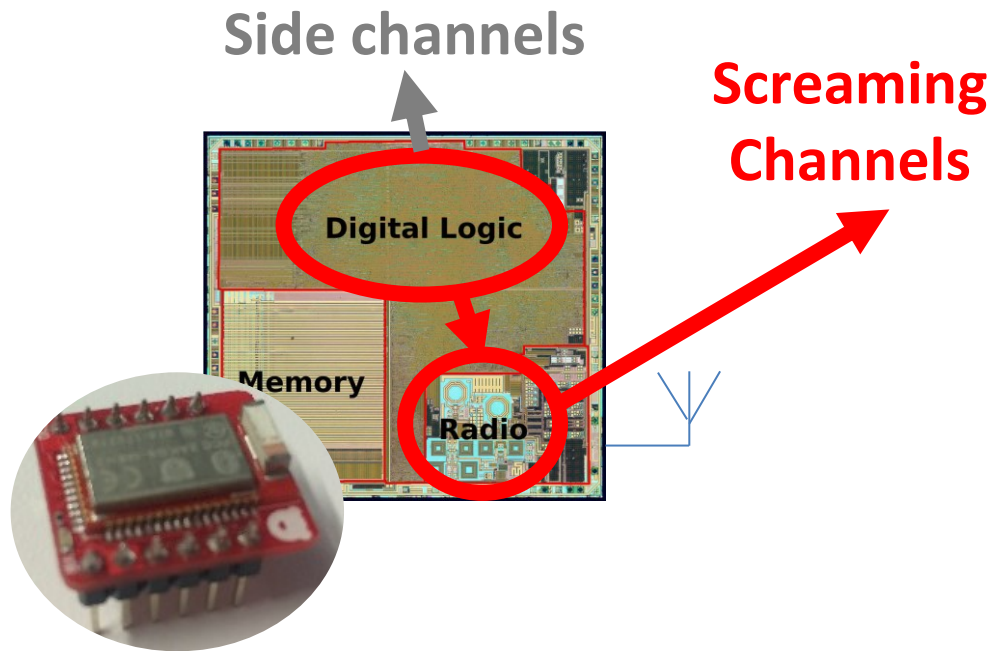 Side channels
Screaming
Channels
Digital Logic
Memory
Radio